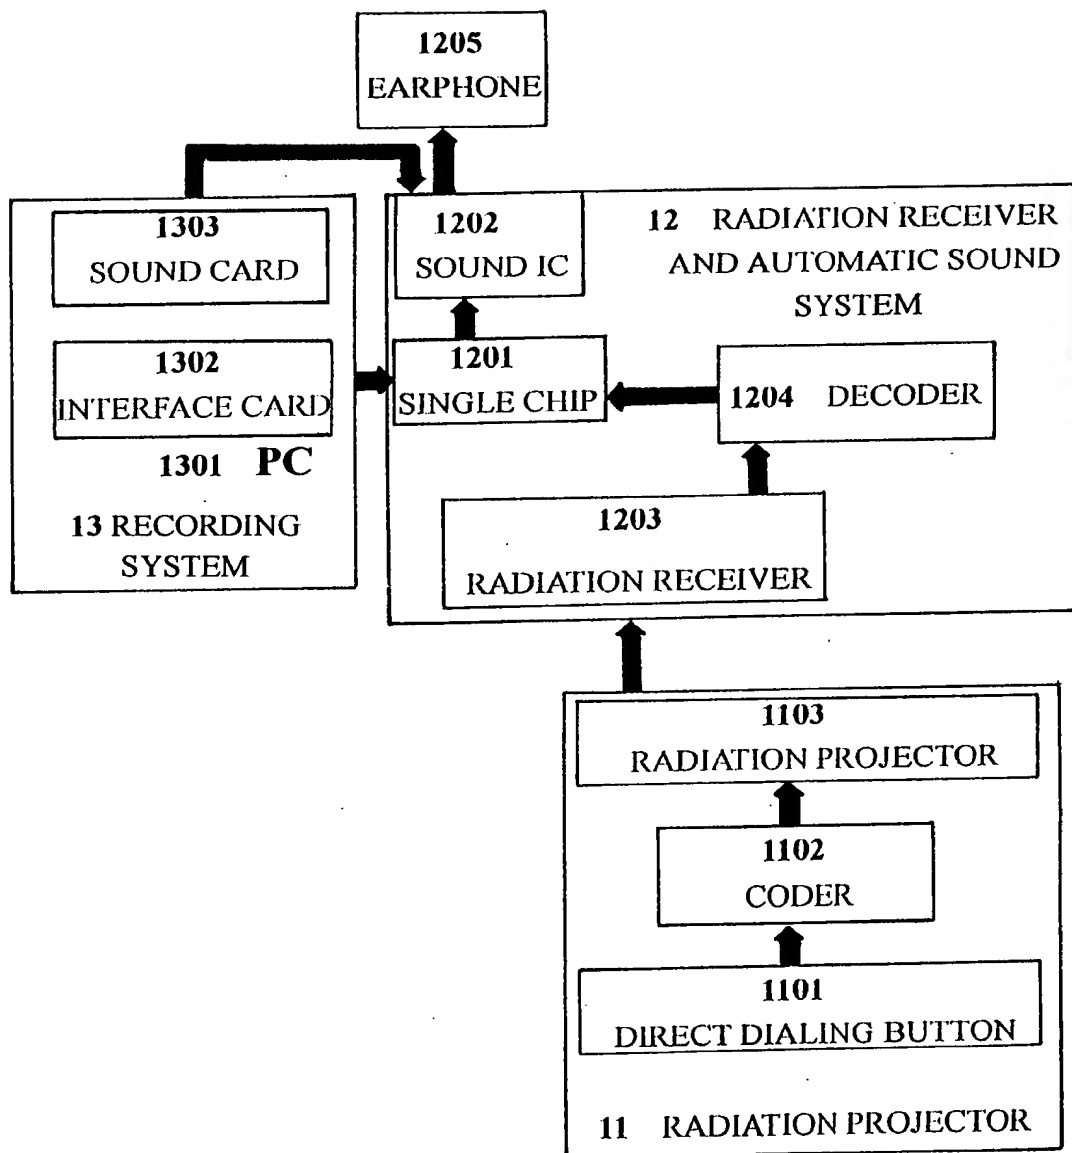 1205
EARPHONE
1303
SOUND CARD
1302
INTERFACE CARD
1301 PC
13 RECORDING
SYSTEM
1202
SOUND IC
12 RADIATION RECEIVER
AND AUTOMATIC SOUND
SYSTEM
1201
SINGLE CHIP
1204 DECODER
1203
RADIATION RECEIVER
1103
RADIATION PROJECTOR
1102
CODER
1101
DIRECT DIALING BUTTON
11 RADIATION PROJECTOR